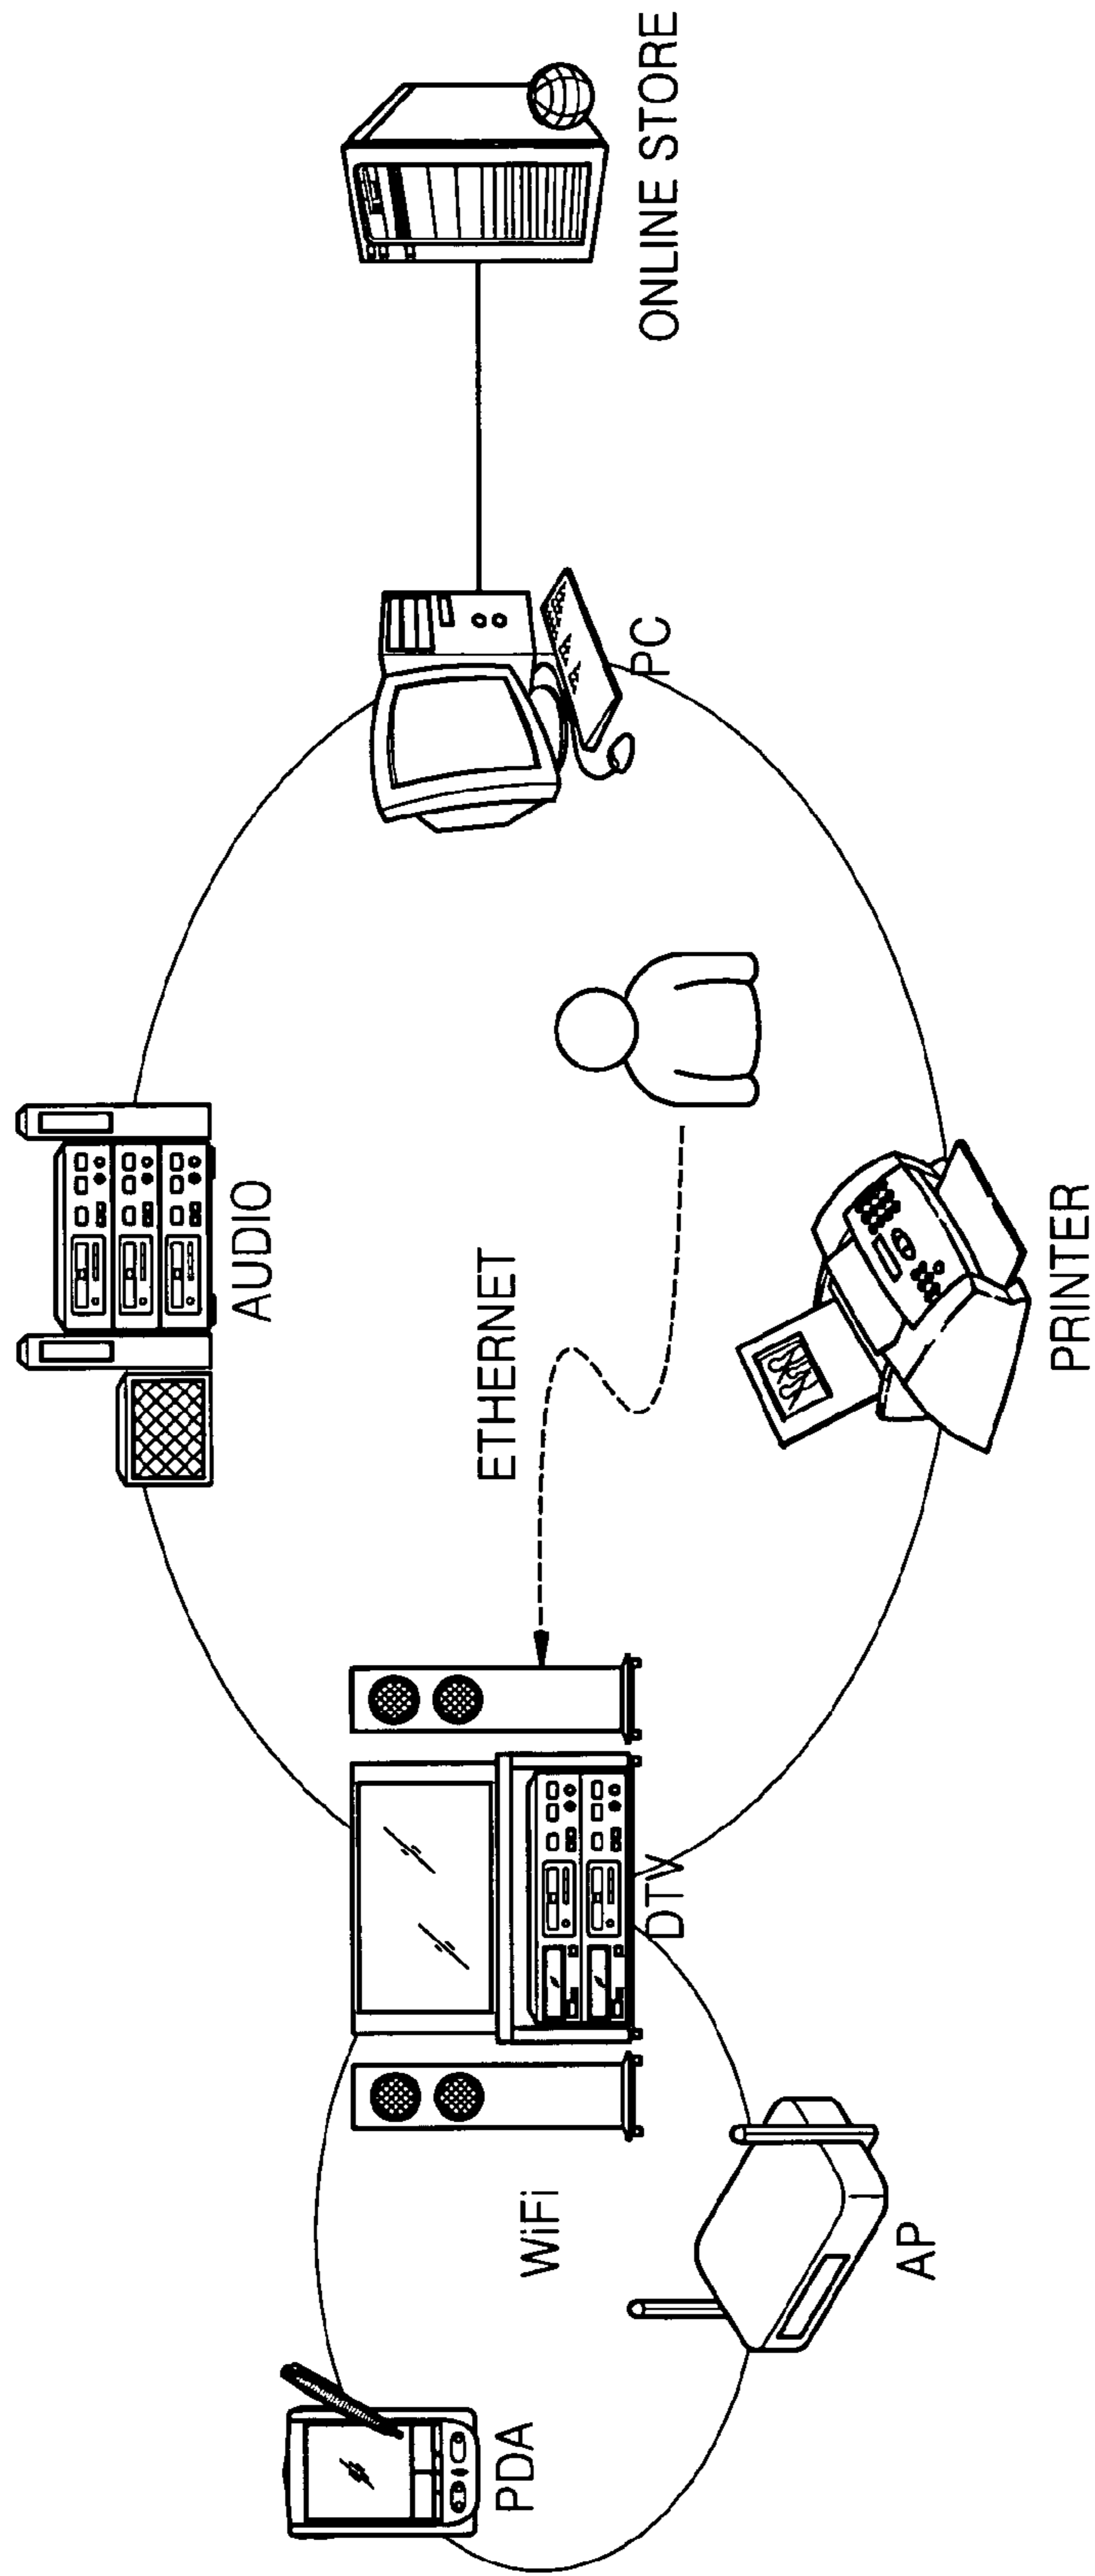 AUDIO
ONLINE STORE
ETHERNET
WiFi
PDA
DTV
PC
AP
PRINTER